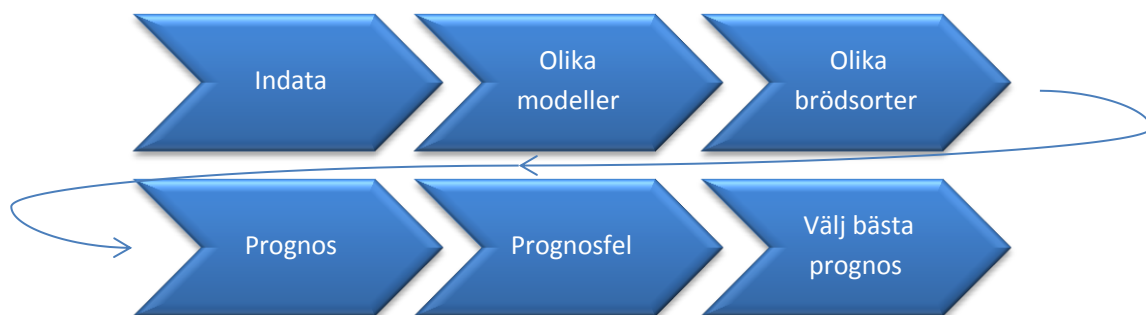 Indata
Olika
modeller
Olika
brödsorter
Prognos
Prognosfel
Välj bästa
prognos